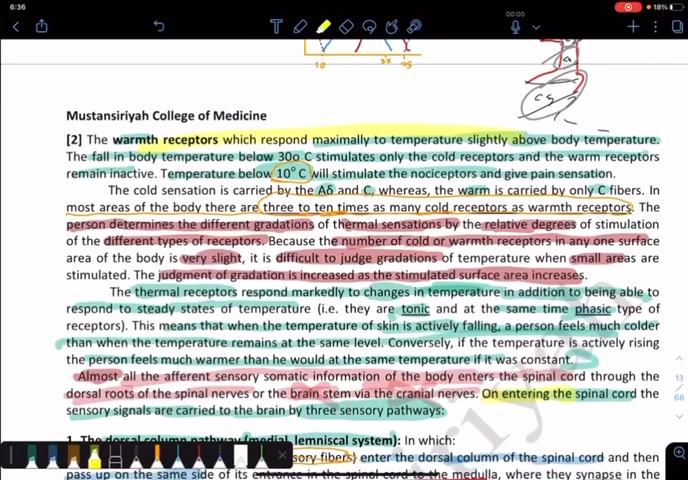 6:36
00:00
18%
10
45
Mustansiriyah College of Medicine
[2] The warmth receptors which respond maximally to temperature slightly above body temperature.
The fall in body temperature below 30o C stimulates only the cold receptors and the warm receptors
remain inactive. Temperature below 10° C will stimulate the nociceptors and give pain sensation.
The cold sensation is carried by the Aδ and C, whereas, the warm is carried by only C fibers. In
most areas of the body there are three to ten times as many cold receptors as warmth receptors. The
person determines the different gradations of thermal sensations by the relative degrees of stimulation
of the different types of receptors. Because the number of cold or warmth receptors in any one surface
area of the body is very slight, it is difficult to judge gradations of temperature when small areas are
stimulated. The judgment of gradation is increased as the stimulated surface area increases.
The thermal receptors respond markedly to changes in temperature in addition to being able to
respond to steady states of temperature (i.e. they are tonic and at the same time phasic type of
receptors). This means that when the temperature of skin is actively falling, a person feels much colder
than when the temperature remains at the same level. Conversely, if the temperature is actively rising
the person feels much warmer than he would at the same temperature if it was constant.
Almost all the afferent sensory somatic information of the body enters the spinal cord through the
dorsal roots of the spinal nerves or the brain stem via the cranial nerves. On entering the spinal cord the
sensory signals are carried to the brain by three sensory pathways:
1. The dorsal column pathway (medial lemniscal system): In which:
sory fibers) enter the dorsal column of the spinal cord and then
pass up on the same side of its entrance in the spinal cord to the medulla, where they synapse in the
13
68